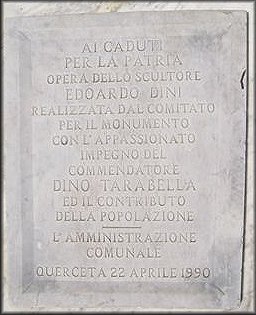 AI CADUTI
PER LA PATRIA
OPERA DELLO SCULTORE
EDOARDO DINI
REALIZZATA DAL COMITATO
PER IL MONUMENTO
CON L'APPASSIONATO
IMPEGNO DEL
COMMENDATORE
DINO TARABELLA
ED IL CONTRIBUTO
DELLA POPOLAZIONE
L'AMMINISTRAZIONE
COMUNALE
QUERCETA 22 APRILE 1990